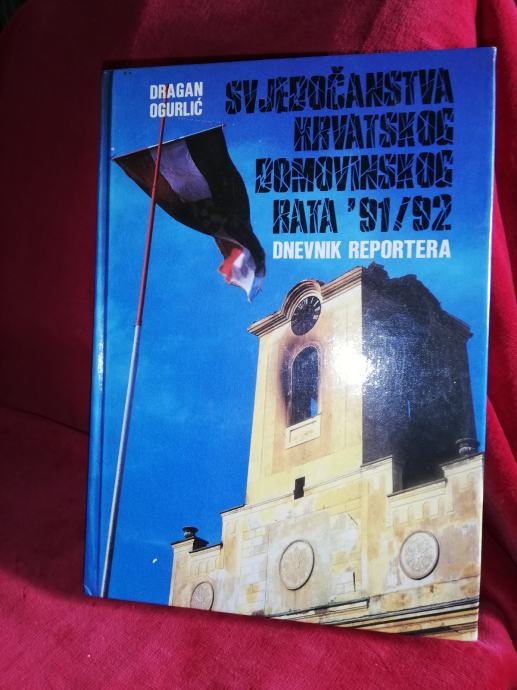 DRAGAN
OGURLIĆ
SVJEDOČANSTVA
HRVATSKOG
DOMOVINSKOG
RATA '91/92
DNEVNIK REPORTERA